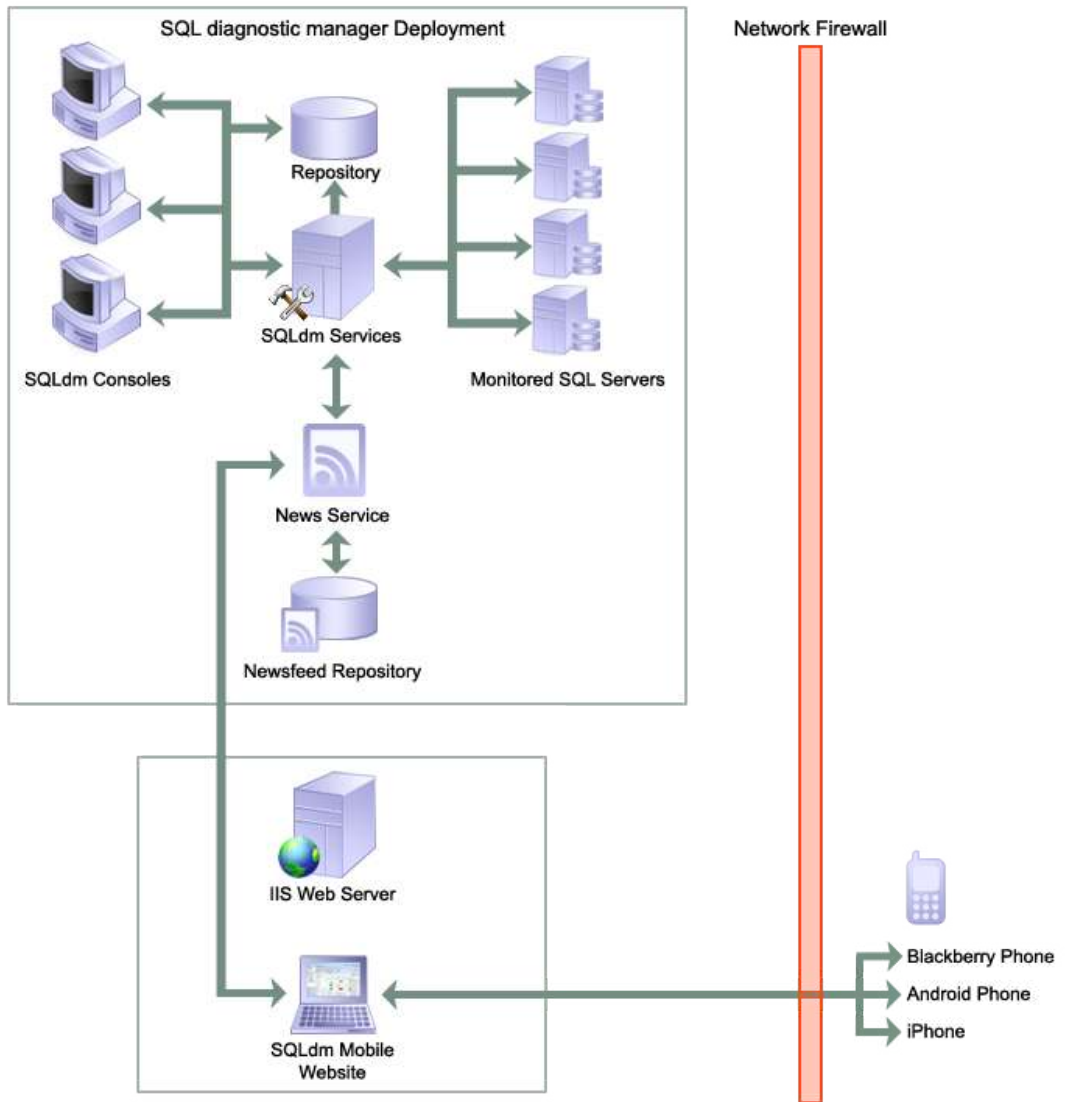 SQL diagnostic manager Deployment
Network Firewall
Repository
SQLdm Services
SQLdm Consoles
Monitored SQL Servers
News Service
Newsfeed Repository
IIS Web Server
SQLdm Mobile
Website
Blackberry Phone
Android Phone
iPhone